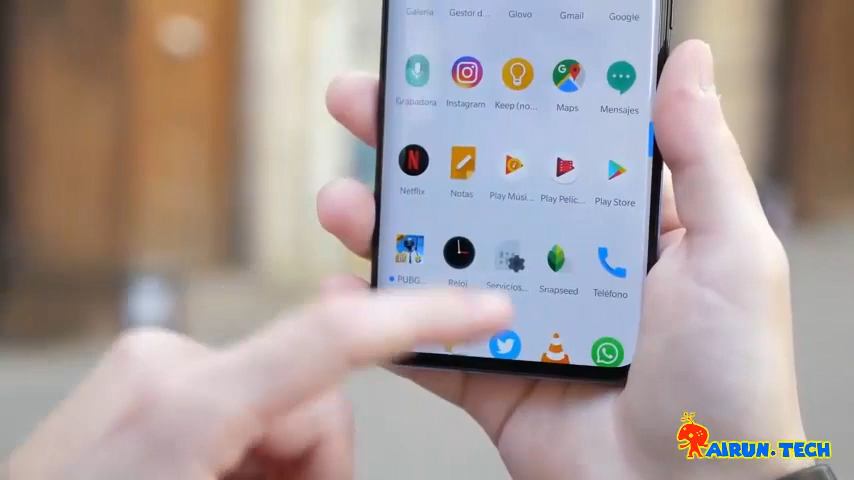 Galería Gestor d... Glovo Gmail Google
Grabadora Instagram Keep (no... Maps Mensajes
N
Netflix Notas Play Músi... Play Pelíc... Play Store
PUBG... Reloj Servicios... Snapseed Teléfono
AIRUN.TECH